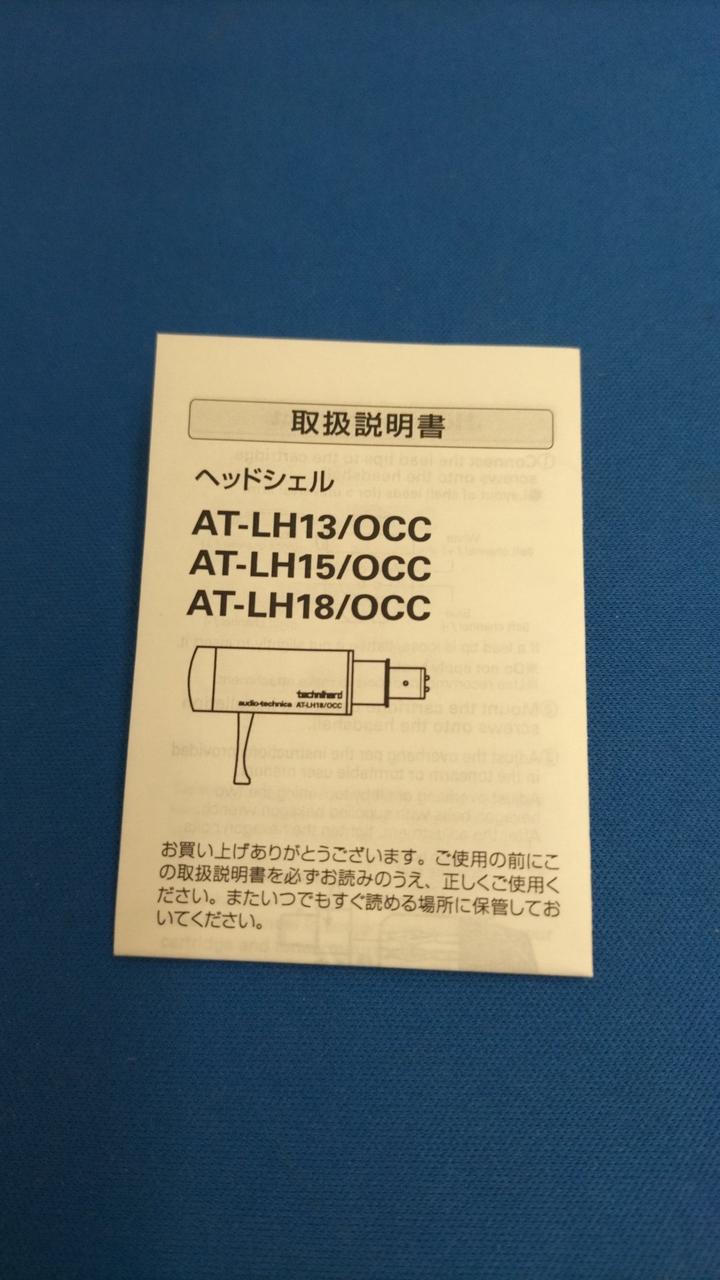 取扱説明書
ヘッドシェル
AT-LH13/OCC
AT-LH15/OCC
AT-LH18/OCC
technihard
audio-technica AT-LH18/OCC
お買い上げありがとうございます。ご使用の前にこ
の取扱説明書を必ずお読みのうえ、正しくご使用く
ださい。またいつでもすぐ読める場所に保管してお
いてください。